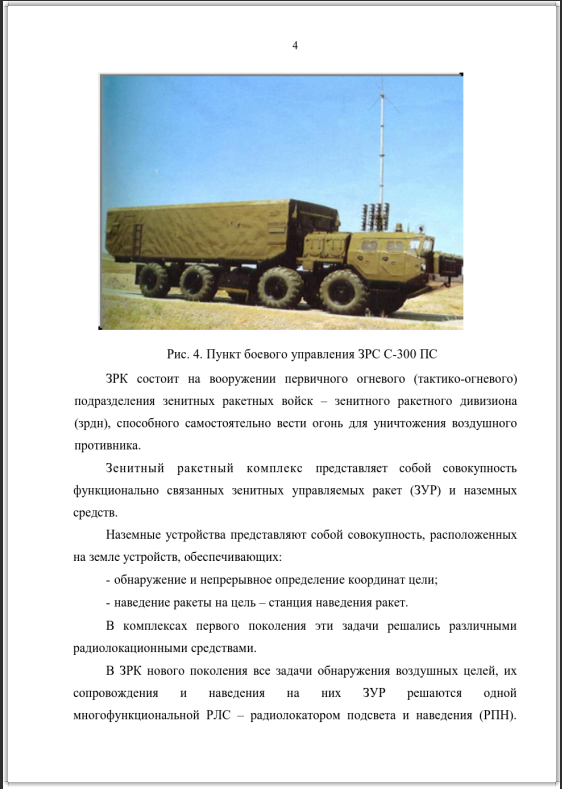 4
Рис. 4. Пункт боевого управления ЗРС С-300 ПС
ЗРК состоит на вооружении первичного огневого (тактико-огневого)
подразделения зенитных ракетных войск – зенитного ракетного дивизиона
(зрдн), способного самостоятельно вести огонь для уничтожения воздушного
противника.
Зенитный ракетный комплекс представляет собой совокупность
функционально связанных зенитных управляемых ракет (ЗУР) и наземных
средств.
Наземные устройства представляют собой совокупность, расположенных
на земле устройств, обеспечивающих:
- обнаружение и непрерывное определение координат цели;
- наведение ракеты на цель – станция наведения ракет.
В комплексах первого поколения эти задачи решались различными
радиолокационными средствами.
В ЗРК нового поколения все задачи обнаружения воздушных целей, их
сопровождения и наведения на них ЗУР решаются одной
многофункциональной РЛС – радиолокатором подсвета и наведения (РПН).